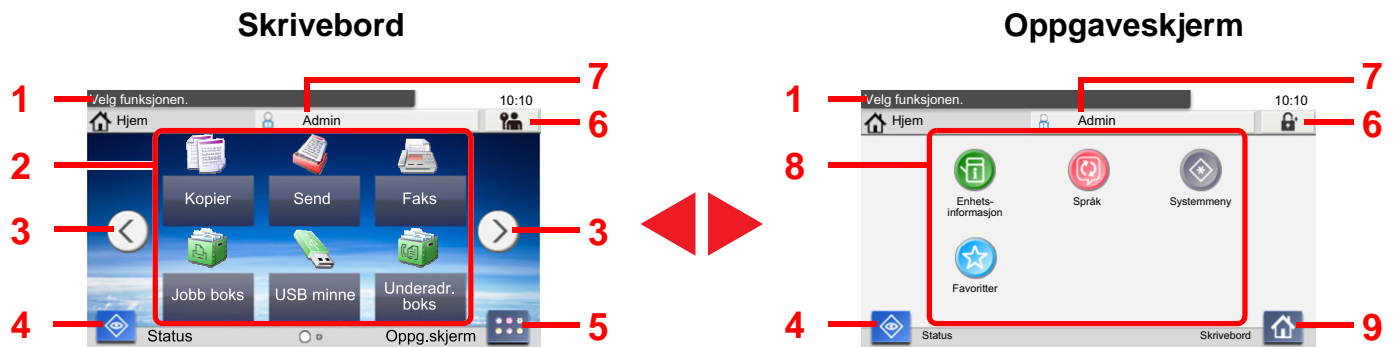 Skrivebord
Oppgaveskjerm
7
1
Velg funksjonen.
10:10
Hjem
Admin
6
2
Kopier
Send
Faks
3
3
Jobb boks
USB minne
Underadr.
boks
4
Status
Oppg.skjerm
5
7
1
Velg funksjonen.
10:10
Hjem
Admin
6
8
Enhets-
informasjon
Språk
Systemmeny
Favoritter
4
Status
Skrivebord
9